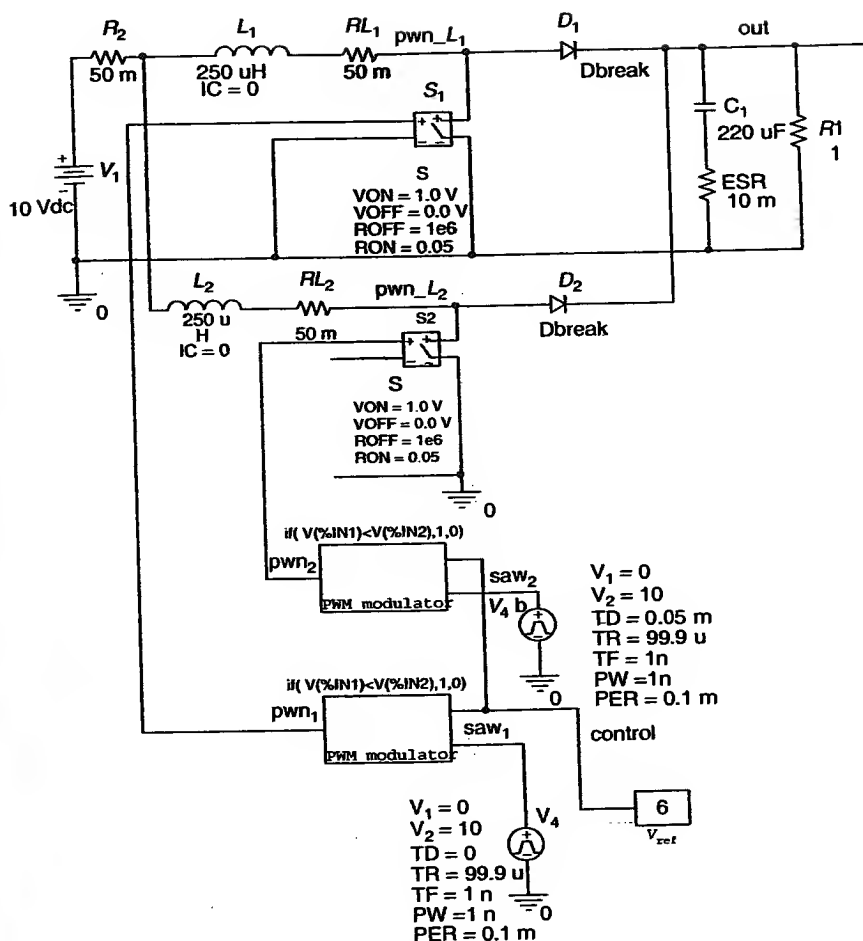 R2
50 m
L1
250 uH
IC = 0
RL1
50 m
pwn_L1
D1
Dbreak
out
C1
220 uF
R1
1
ESR
10 m
+
V1
-
10 Vdc
0
S1
+ +
- -
S
VON = 1.0 V
VOFF = 0.0 V
ROFF = 1e6
RON = 0.05
L2
250 u
H
IC = 0
RL2
50 m
pwn_L2
D2
Dbreak
S2
+ +
- -
S
VON = 1.0 V
VOFF = 0.0 V
ROFF = 1e6
RON = 0.05
0
if( V(%IN1)<V(%IN2),1,0)
pwn2
PWM modulator
saw2
V4 b
0
V1 = 0
V2 = 10
TD = 0.05 m
TR = 99.9 u
TF = 1n
PW =1n
PER = 0.1 m
if( V(%IN1)<V(%IN2),1,0)
pwn1
PWM modulator
saw1
control
6
Vref
V1 = 0
V2 = 10
TD = 0
TR = 99.9 u
TF = 1 n
PW =1 n
PER = 0.1 m
V4
0